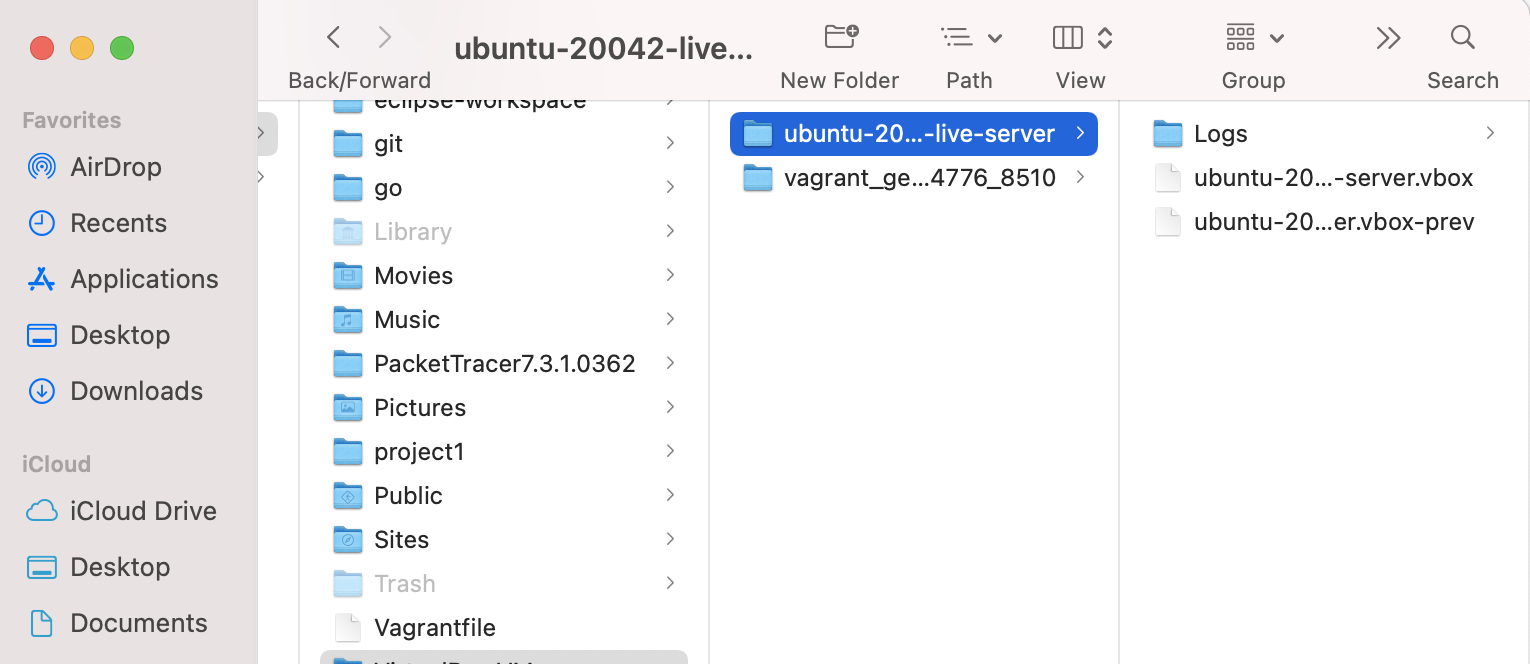 ubuntu-20042-live...
Back/Forward
New Folder
Path
View
Group
Search
Favorites
AirDrop
Recents
Applications
Desktop
Downloads
iCloud
iCloud Drive
Desktop
Documents
eclipse-workspace
git
go
Library
Movies
Music
PacketTracer7.3.1.0362
Pictures
project1
Public
Sites
Trash
Vagrantfile
ubuntu-20...-live-server
vagrant_ge...4776_8510
Logs
ubuntu-20...-server.vbox
ubuntu-20...er.vbox-prev